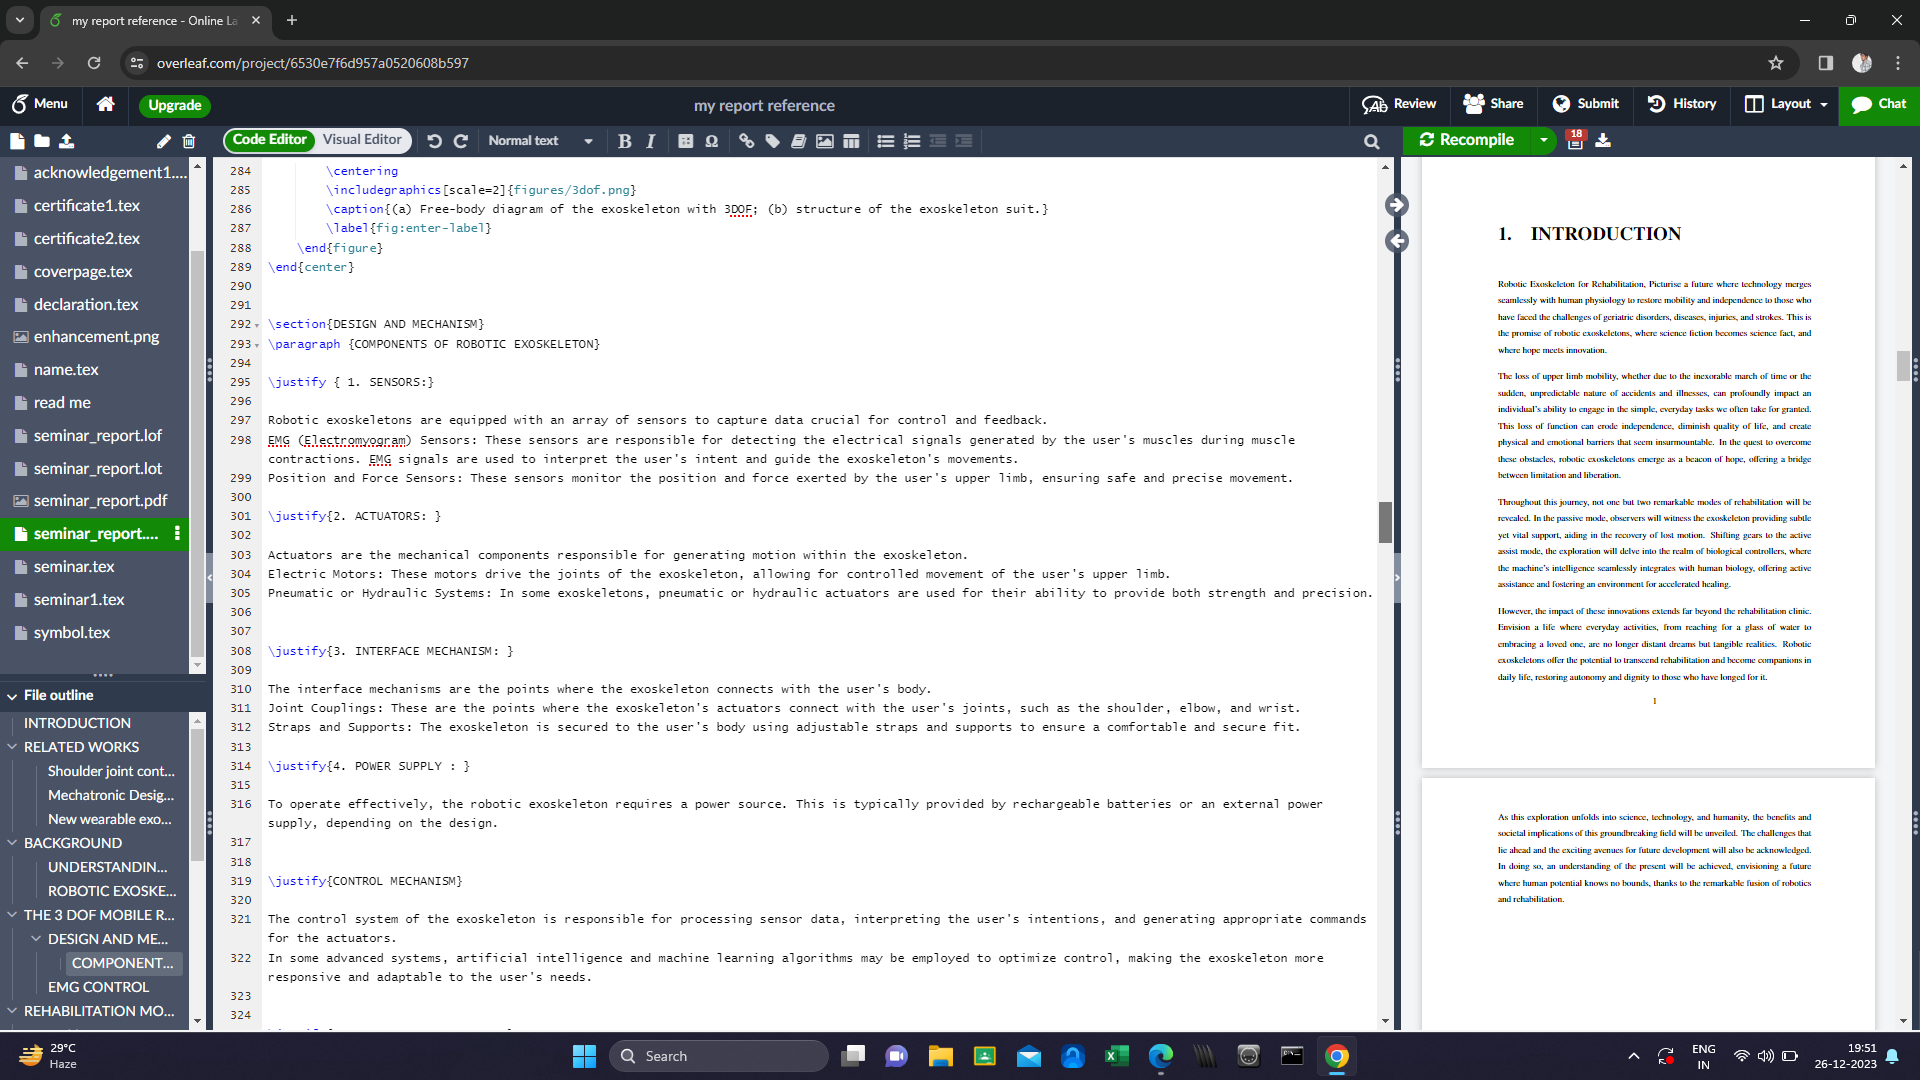 my report reference - Online La
overleaf.com/project/6530e7f6d957a0520608b597
Menu
Upgrade
my report reference
Review
Share
Submit
History
Layout
Chat
Code Editor
Visual Editor
Normal text
B I
Ω
Recompile
18
acknowledgement1....
certificate1.tex
certificate2.tex
coverpage.tex
declaration.tex
enhancement.png
name.tex
read me
seminar_report.lof
seminar_report.lot
seminar_report.pdf
seminar_report....
seminar.tex
seminar1.tex
symbol.tex
File outline
INTRODUCTION
RELATED WORKS
Shoulder joint cont...
Mechatronic Desig...
New wearable exo...
BACKGROUND
UNDERSTANDIN...
ROBOTIC EXOSKE...
THE 3 DOF MOBILE R...
DESIGN AND ME...
COMPONENT...
EMG CONTROL
REHABILITATION MO...
284 \centering
285 \includegraphics[scale=2]{figures/3dof.png}
286 \caption{(a) Free-body diagram of the exoskeleton with 3DOF; (b) structure of the exoskeleton suit.}
287 \label{fig:enter-label}
288 \end{figure}
289 \end{center}
290
291
292 \section{DESIGN AND MECHANISM}
293 \paragraph {COMPONENTS OF ROBOTIC EXOSKELETON}
294
295 \justify { 1. SENSORS:}
296
297 Robotic exoskeletons are equipped with an array of sensors to capture data crucial for control and feedback.
298 EMG (Electromyogram) Sensors: These sensors are responsible for detecting the electrical signals generated by the user's muscles during muscle
contractions. EMG signals are used to interpret the user's intent and guide the exoskeleton's movements.
299 Position and Force Sensors: These sensors monitor the position and force exerted by the user's upper limb, ensuring safe and precise movement.
300
301 \justify{2. ACTUATORS: }
302
303 Actuators are the mechanical components responsible for generating motion within the exoskeleton.
304 Electric Motors: These motors drive the joints of the exoskeleton, allowing for controlled movement of the user's upper limb.
305 Pneumatic or Hydraulic Systems: In some exoskeletons, pneumatic or hydraulic actuators are used for their ability to provide both strength and precision.
306
307
308 \justify{3. INTERFACE MECHANISM: }
309
310 The interface mechanisms are the points where the exoskeleton connects with the user's body.
311 Joint Couplings: These are the points where the exoskeleton's actuators connect with the user's joints, such as the shoulder, elbow, and wrist.
312 Straps and Supports: The exoskeleton is secured to the user's body using adjustable straps and supports to ensure a comfortable and secure fit.
313
314 \justify{4. POWER SUPPLY : }
315
316 To operate effectively, the robotic exoskeleton requires a power source. This is typically provided by rechargeable batteries or an external power
supply, depending on the design.
317
318
319 \justify{CONTROL MECHANISM}
320
321 The control system of the exoskeleton is responsible for processing sensor data, interpreting the user's intentions, and generating appropriate commands
for the actuators.
322 In some advanced systems, artificial intelligence and machine learning algorithms may be employed to optimize control, making the exoskeleton more
responsive and adaptable to the user's needs.
323
324
1. INTRODUCTION
Robotic Exoskeleton for Rehabilitation, Picturise a future where technology merges
seamlessly with human physiology to restore mobility and independence to those who
have faced the challenges of geriatric disorders, diseases, injuries, and strokes. This is
the promise of robotic exoskeletons, where science fiction becomes science fact, and
where hope meets innovation.
The loss of upper limb mobility, whether due to the inexorable march of time or the
sudden, unpredictable nature of accidents and illnesses, can profoundly impact an
individual's ability to engage in the simple, everyday tasks we often take for granted.
This loss of function can erode independence, diminish quality of life, and create
physical and emotional barriers that seem insurmountable. In the quest to overcome
these obstacles, robotic exoskeletons emerge as a beacon of hope, offering a bridge
between limitation and liberation.
Throughout this journey, not one but two remarkable modes of rehabilitation will be
revealed. In the passive mode, observers will witness the exoskeleton providing subtle
yet vital support, aiding in the recovery of lost motion. Shifting gears to the active
assist mode, the exploration will delve into the realm of biological controllers, where
the machine's intelligence seamlessly integrates with human biology, offering active
assistance and fostering an environment for accelerated healing.
However, the impact of these innovations extends far beyond the rehabilitation clinic.
Envision a life where everyday activities, from reaching for a glass of water to
embracing a loved one, are no longer distant dreams but tangible realities. Robotic
exoskeletons offer the potential to transcend rehabilitation and become companions in
daily life, restoring autonomy and dignity to those who have longed for it.
1
As this exploration unfolds into science, technology, and humanity, the benefits and
societal implications of this groundbreaking field will be unveiled. The challenges that
lie ahead and the exciting avenues for future development will also be acknowledged.
In doing so, an understanding of the present will be achieved, envisioning a future
where human potential knows no bounds, thanks to the remarkable fusion of robotics
and rehabilitation.
29°C
Haze
Search
ENG
IN
19:51
26-12-2023